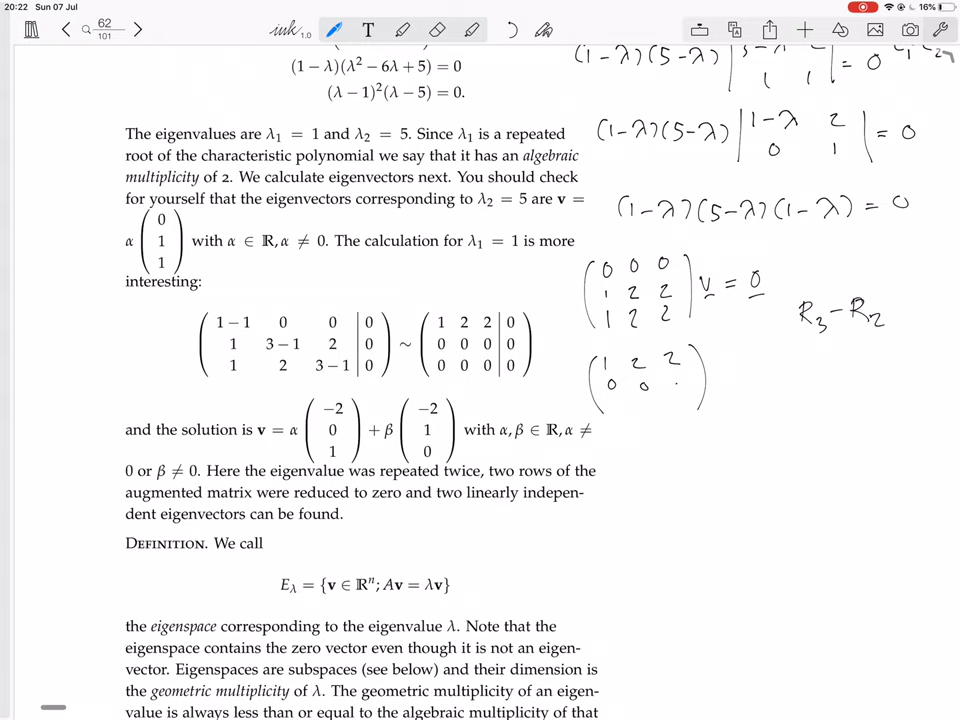 20:22 Sun 07 Jul
16%
62
101
ink 1.0
T
(1 − λ)(λ² − 6λ + 5) = 0
(λ − 1)²(λ − 5) = 0.
The eigenvalues are λ₁ = 1 and λ₂ = 5. Since λ₁ is a repeated
root of the characteristic polynomial we say that it has an algebraic
multiplicity of 2. We calculate eigenvectors next. You should check
for yourself that the eigenvectors corresponding to λ₂ = 5 are v =
α ( 0 1 1 ) with α ∈ ℝ, α ≠ 0. The calculation for λ₁ = 1 is more
interesting:
( 1 − 1 0 0 | 0
1 3 − 1 2 | 0
1 2 3 − 1 | 0 )
∼
( 1 2 2 | 0
0 0 0 | 0
0 0 0 | 0 )
and the solution is v = α ( −2 0 1 ) + β ( −2 1 0 ) with α, β ∈ ℝ, α ≠
0 or β ≠ 0. Here the eigenvalue was repeated twice, two rows of the
augmented matrix were reduced to zero and two linearly indepen-
dent eigenvectors can be found.
Definition. We call
E_λ = {v ∈ ℝⁿ; Av = λv}
the eigenspace corresponding to the eigenvalue λ. Note that the
eigenspace contains the zero vector even though it is not an eigen-
vector. Eigenspaces are subspaces (see below) and their dimension is
the geometric multiplicity of λ. The geometric multiplicity of an eigen-
value is always less than or equal to the algebraic multiplicity of that
(1 − λ)(5 − λ) | 1 1 | = 0
(1 − λ)(5 − λ) | 1 − λ 2
0 1 | = 0
(1 − λ)(5 − λ)(1 − λ) = 0
( 0 0 0
1 2 2
1 2 2 ) v = 0
R₃ − R₂
( 1 2 2
0 0 )